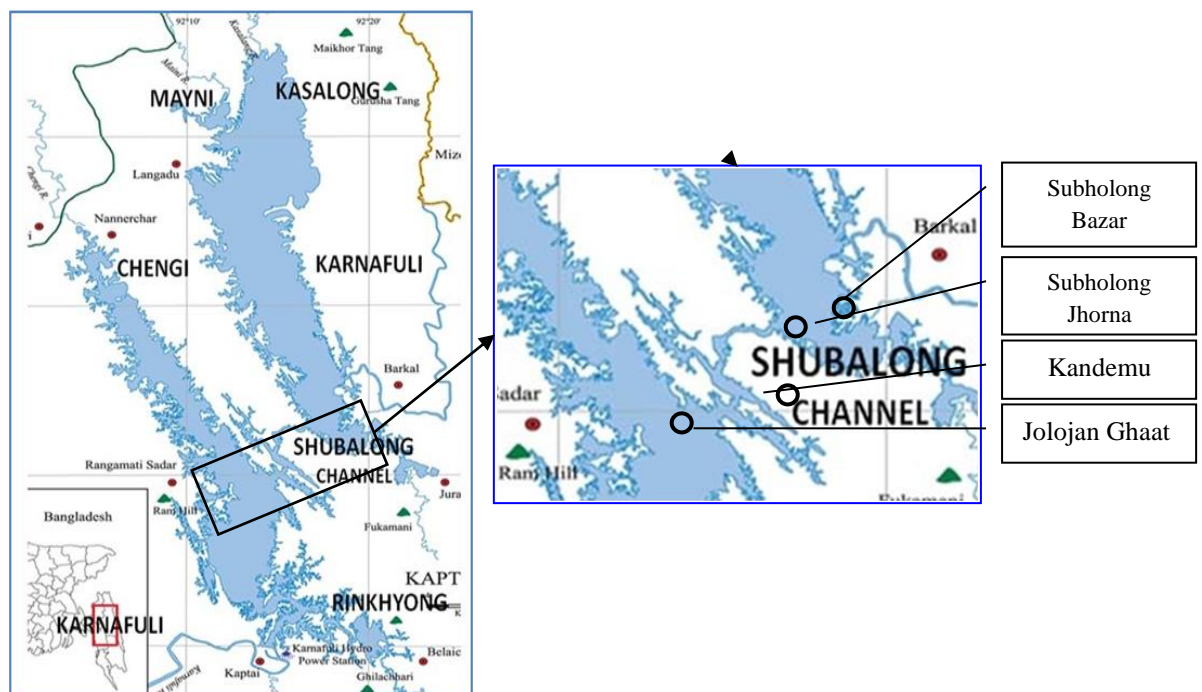 92°10'
92°20'
Kasalong R.
Maini R.
Maikhor Tang
MAYNI
KASALONG
Gurusha Tang
Mizo
Langadu
Chengi R.
Nannerchar
i
CHENGI
KARNAFULI
Barkal
SHUBALONG
CHANNEL
Rangamati Sadar
Ram Hill
Jura
Fukamani
Bangladesh
KAPT
RINKHYONG
KARNAFULI
K
Karnafuli Hydro
Power Station
Kaptai
Belaic
Ghilachhari
Karnafuli R
Barkal
SHUBALONG
CHANNEL
Sadar
Ram Hill
Fukamani
Subholong
Bazar
Subholong
Jhorna
Kandemu
Jolojan Ghaat